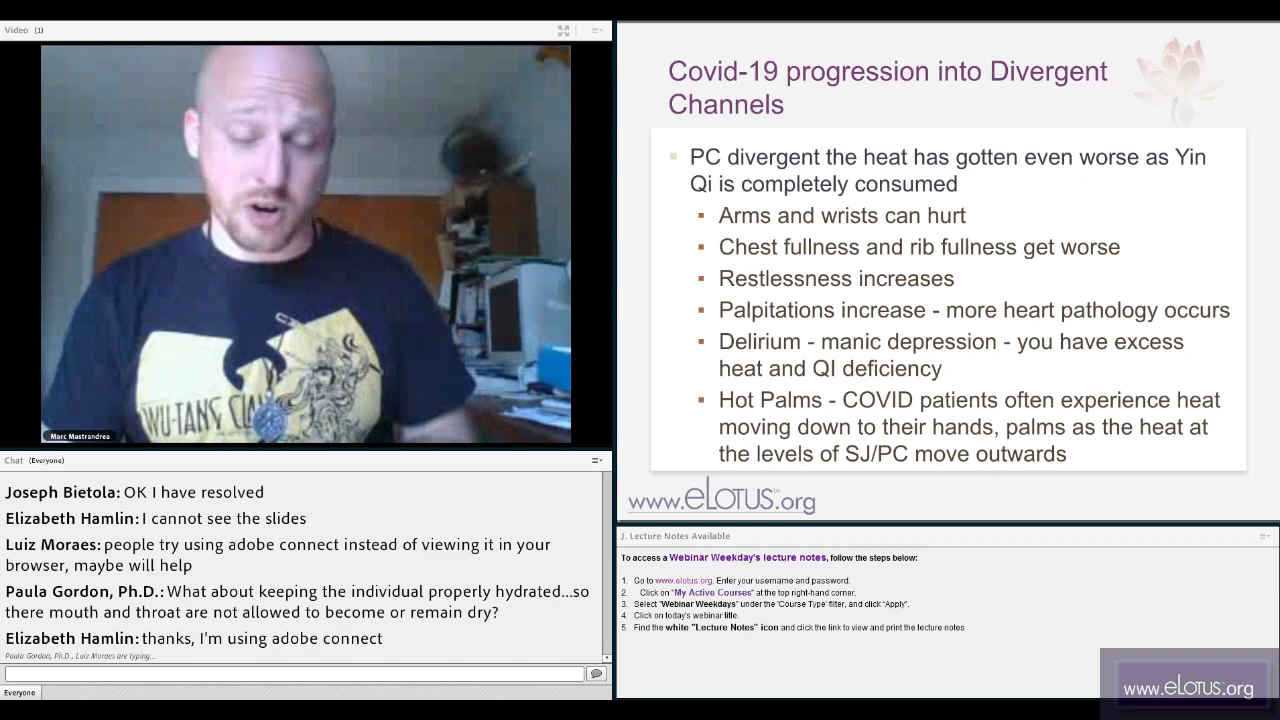 Video (1)
WU-TANG CLAN
Marc Mastrandrea
Chat (Everyone)
Joseph Bietola: OK I have resolved
Elizabeth Hamlin: I cannot see the slides
Luiz Moraes: people try using adobe connect instead of viewing it in your
browser, maybe will help
Paula Gordon, Ph.D.: What about keeping the individual properly hydrated...so
there mouth and throat are not allowed to become or remain dry?
Elizabeth Hamlin: thanks, I'm using adobe connect
Paula Gordon, Ph.D., Luiz Moraes are typing...
Everyone
Covid-19 progression into Divergent
Channels
PC divergent the heat has gotten even worse as Yin
Qi is completely consumed
Arms and wrists can hurt
Chest fullness and rib fullness get worse
Restlessness increases
Palpitations increase - more heart pathology occurs
Delirium - manic depression - you have excess
heat and QI deficiency
Hot Palms - COVID patients often experience heat
moving down to their hands, palms as the heat at
the levels of SJ/PC move outwards
www.eLOTUS.org
J. Lecture Notes Available
To access a Webinar Weekday's lecture notes, follow the steps below:
1. Go to www.elotus.org. Enter your username and password.
2. Click on "My Active Courses" at the top right-hand corner.
3. Select "Webinar Weekdays" under the 'Course Type' filter, and click "Apply".
4. Click on today's webinar title.
5. Find the white "Lecture Notes" icon and click the link to view and print the lecture notes
www.eLOTUS.org